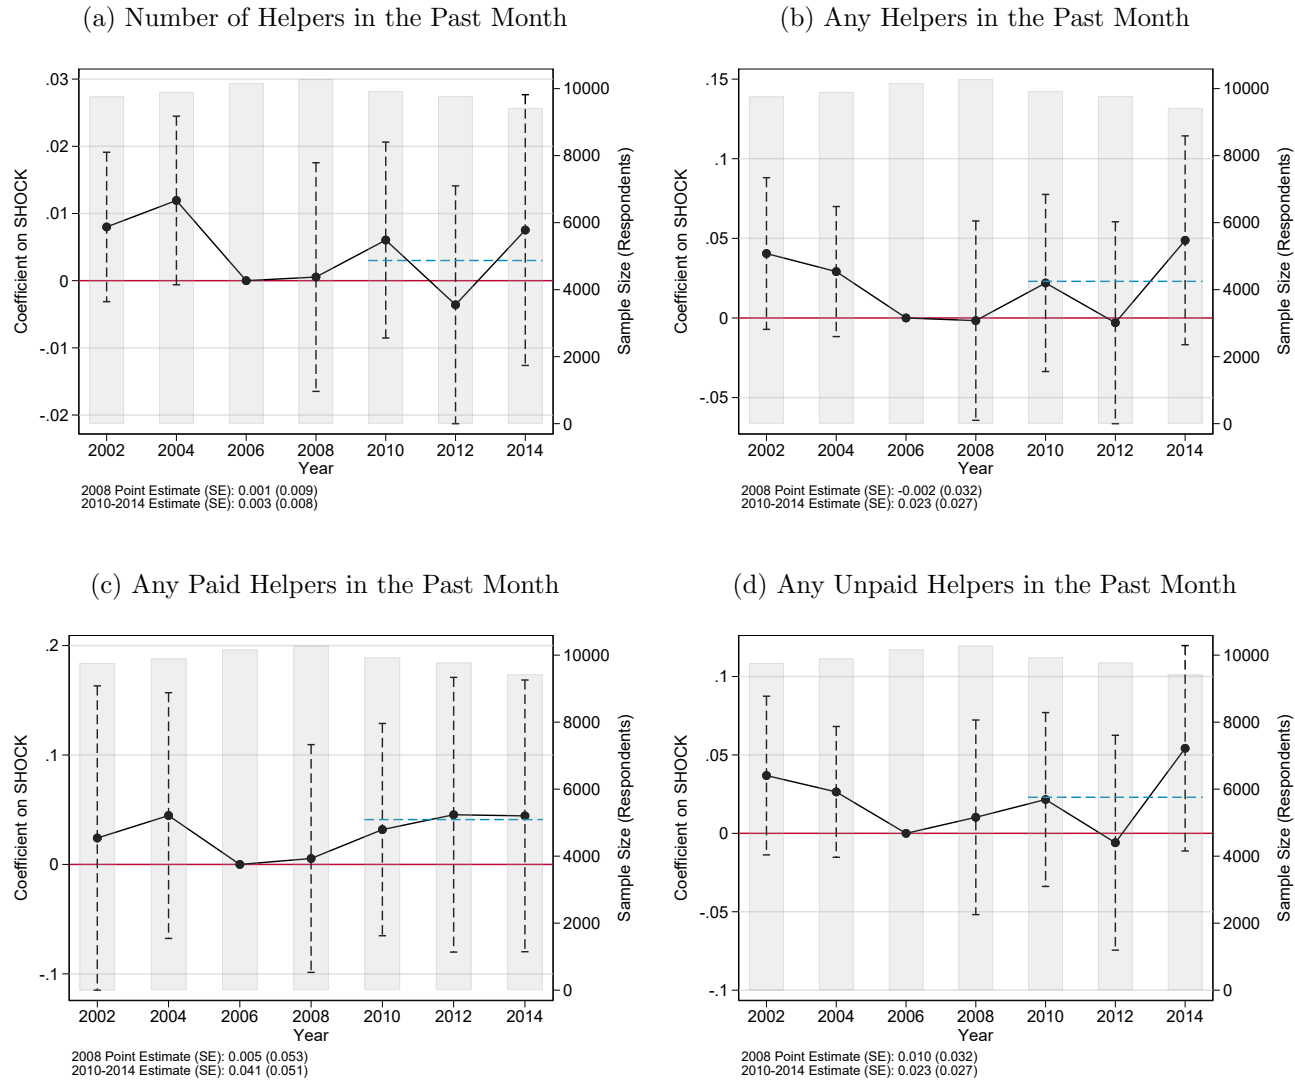 (a) Number of Helpers in the Past Month
.03
.02
.01
0
-.01
-.02
Coefficient on SHOCK
10000
8000
6000
4000
2000
0
Sample Size (Respondents)
2002 2004 2006 2008 2010 2012 2014
Year
2008 Point Estimate (SE): 0.001 (0.009)
2010-2014 Estimate (SE): 0.003 (0.008)
(b) Any Helpers in the Past Month
.15
.1
.05
0
-.05
Coefficient on SHOCK
10000
8000
6000
4000
2000
0
Sample Size (Respondents)
2002 2004 2006 2008 2010 2012 2014
Year
2008 Point Estimate (SE): -0.002 (0.032)
2010-2014 Estimate (SE): 0.023 (0.027)
(c) Any Paid Helpers in the Past Month
.2
.1
0
-.1
Coefficient on SHOCK
10000
8000
6000
4000
2000
0
Sample Size (Respondents)
2002 2004 2006 2008 2010 2012 2014
Year
2008 Point Estimate (SE): 0.005 (0.053)
2010-2014 Estimate (SE): 0.041 (0.051)
(d) Any Unpaid Helpers in the Past Month
.1
.05
0
-.05
-.1
Coefficient on SHOCK
10000
8000
6000
4000
2000
0
Sample Size (Respondents)
2002 2004 2006 2008 2010 2012 2014
Year
2008 Point Estimate (SE): 0.010 (0.032)
2010-2014 Estimate (SE): 0.023 (0.027)